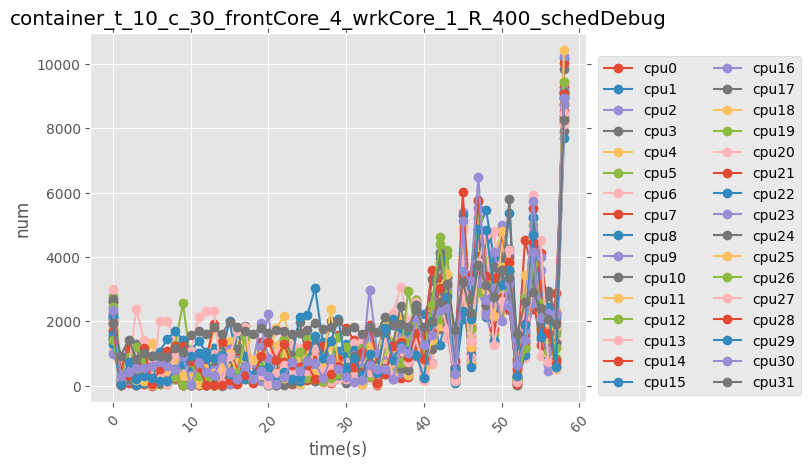 container_t_10_c_30_frontCore_4_wrkCore_1_R_400_schedDebug
num
10000
8000
6000
4000
2000
0
0
10
20
30
40
50
60
time(s)
cpu0
cpu1
cpu2
cpu3
cpu4
cpu5
cpu6
cpu7
cpu8
cpu9
cpu10
cpu11
cpu12
cpu13
cpu14
cpu15
cpu16
cpu17
cpu18
cpu19
cpu20
cpu21
cpu22
cpu23
cpu24
cpu25
cpu26
cpu27
cpu28
cpu29
cpu30
cpu31